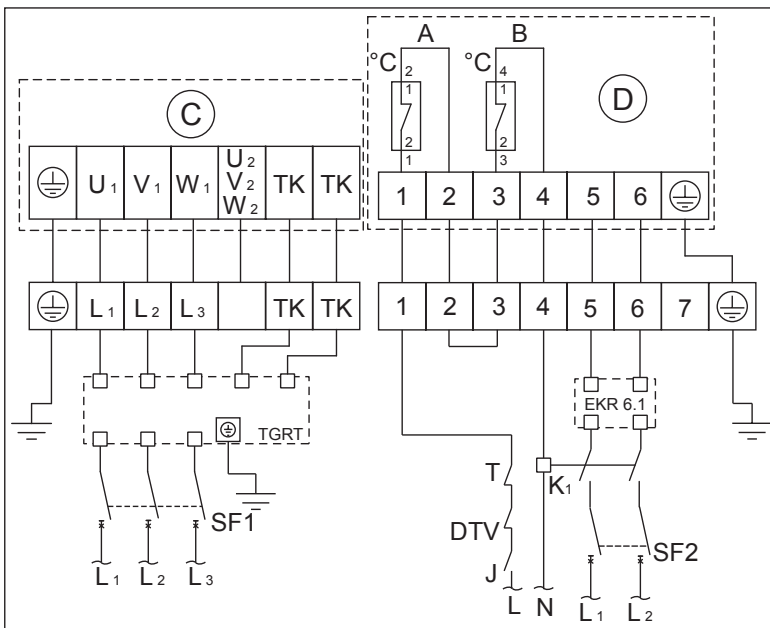 A B
°C 2 °C 4
1 1
C D
2 2
1 3
U1 V1 W1 U2 V2 W2 TK TK
1 2 3 4 5 6
L1 L2 L3 TK TK
1 2 3 4 5 6 7
EKR 6.1
TGRT
T K1
SF1 DTV SF2
J
L1 L2 L3 L N L1 L2